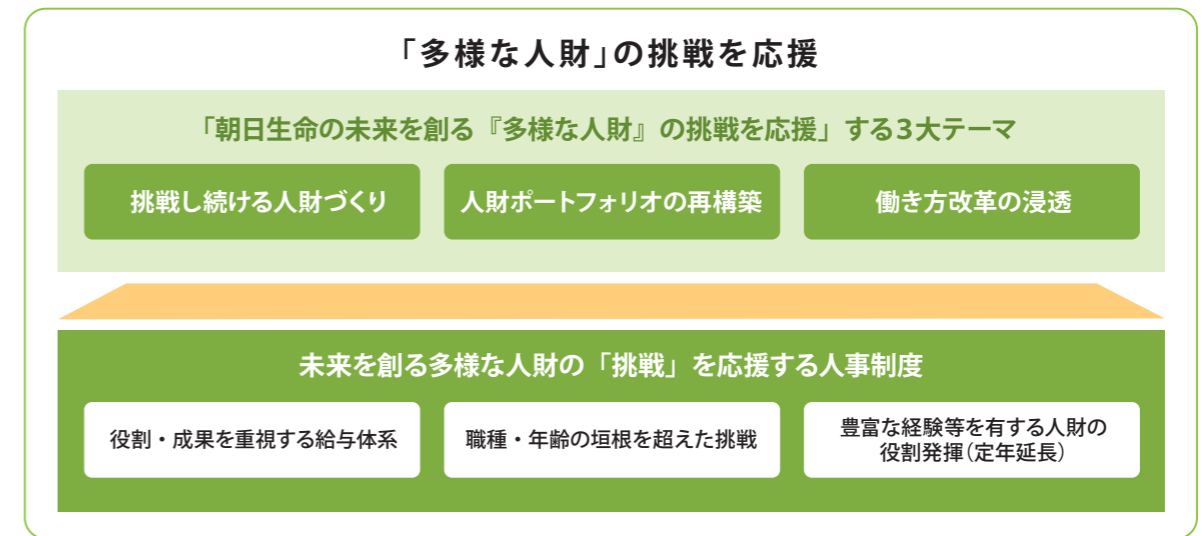 「多様な人財」の挑戦を応援
「朝日生命の未来を創る『多様な人財』の挑戦を応援」する３大テーマ
挑戦し続ける人財づくり
人財ポートフォリオの再構築
働き方改革の浸透
未来を創る多様な人財の「挑戦」を応援する人事制度
役割・成果を重視する給与体系
職種・年齢の垣根を超えた挑戦
豊富な経験等を有する人財の
役割発揮（定年延長）